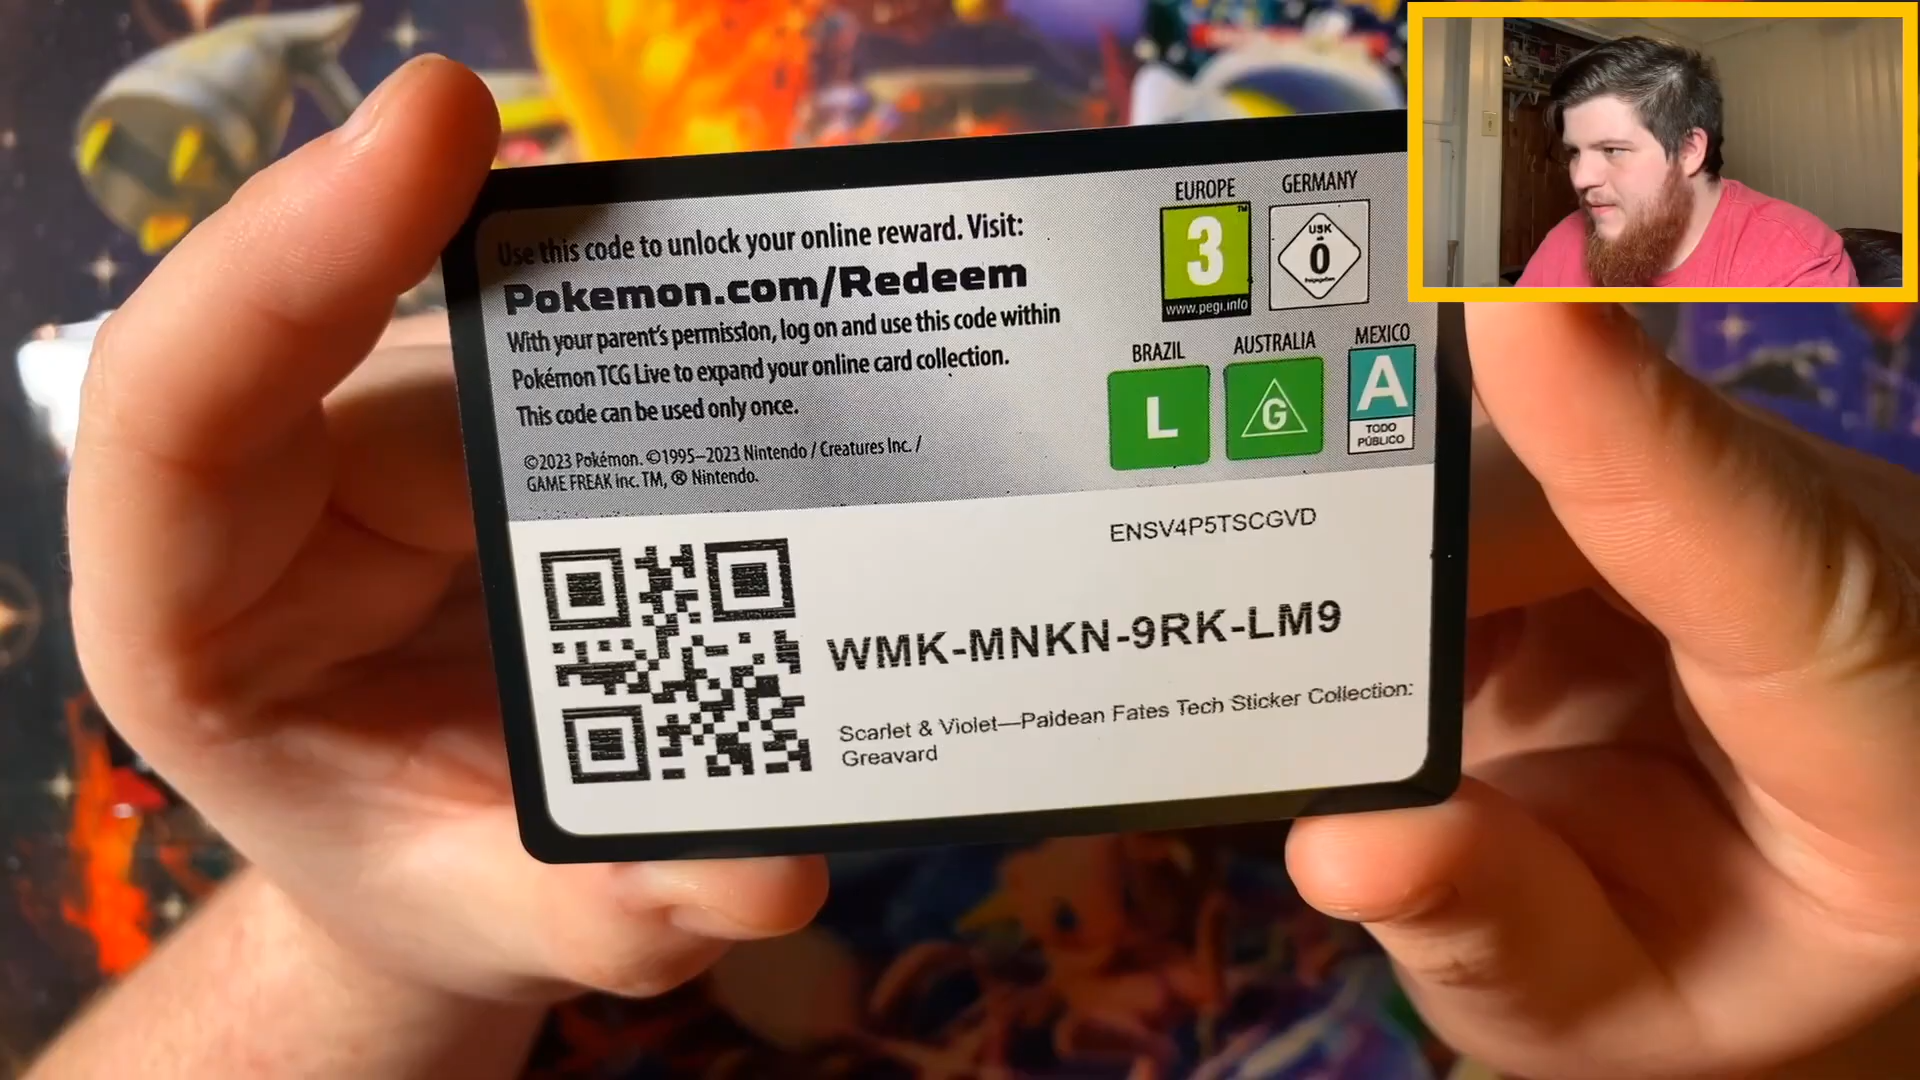 Use this code to unlock your online reward. Visit:
Pokemon.com/Redeem
With your parent's permission, log on and use this code within
Pokémon TCG Live to expand your online card collection.
This code can be used only once.
©2023 Pokémon. ©1995–2023 Nintendo / Creatures Inc. /
GAME FREAK inc. TM, ® Nintendo.
EUROPE
3
www.pegi.info
GERMANY
USK
0
BRAZIL
L
AUSTRALIA
G
MEXICO
A
TODO
PÚBLICO
ENSV4P5TSCGVD
WMK-MNKN-9RK-LM9
Scarlet & Violet—Paldean Fates Tech Sticker Collection:
Greavard